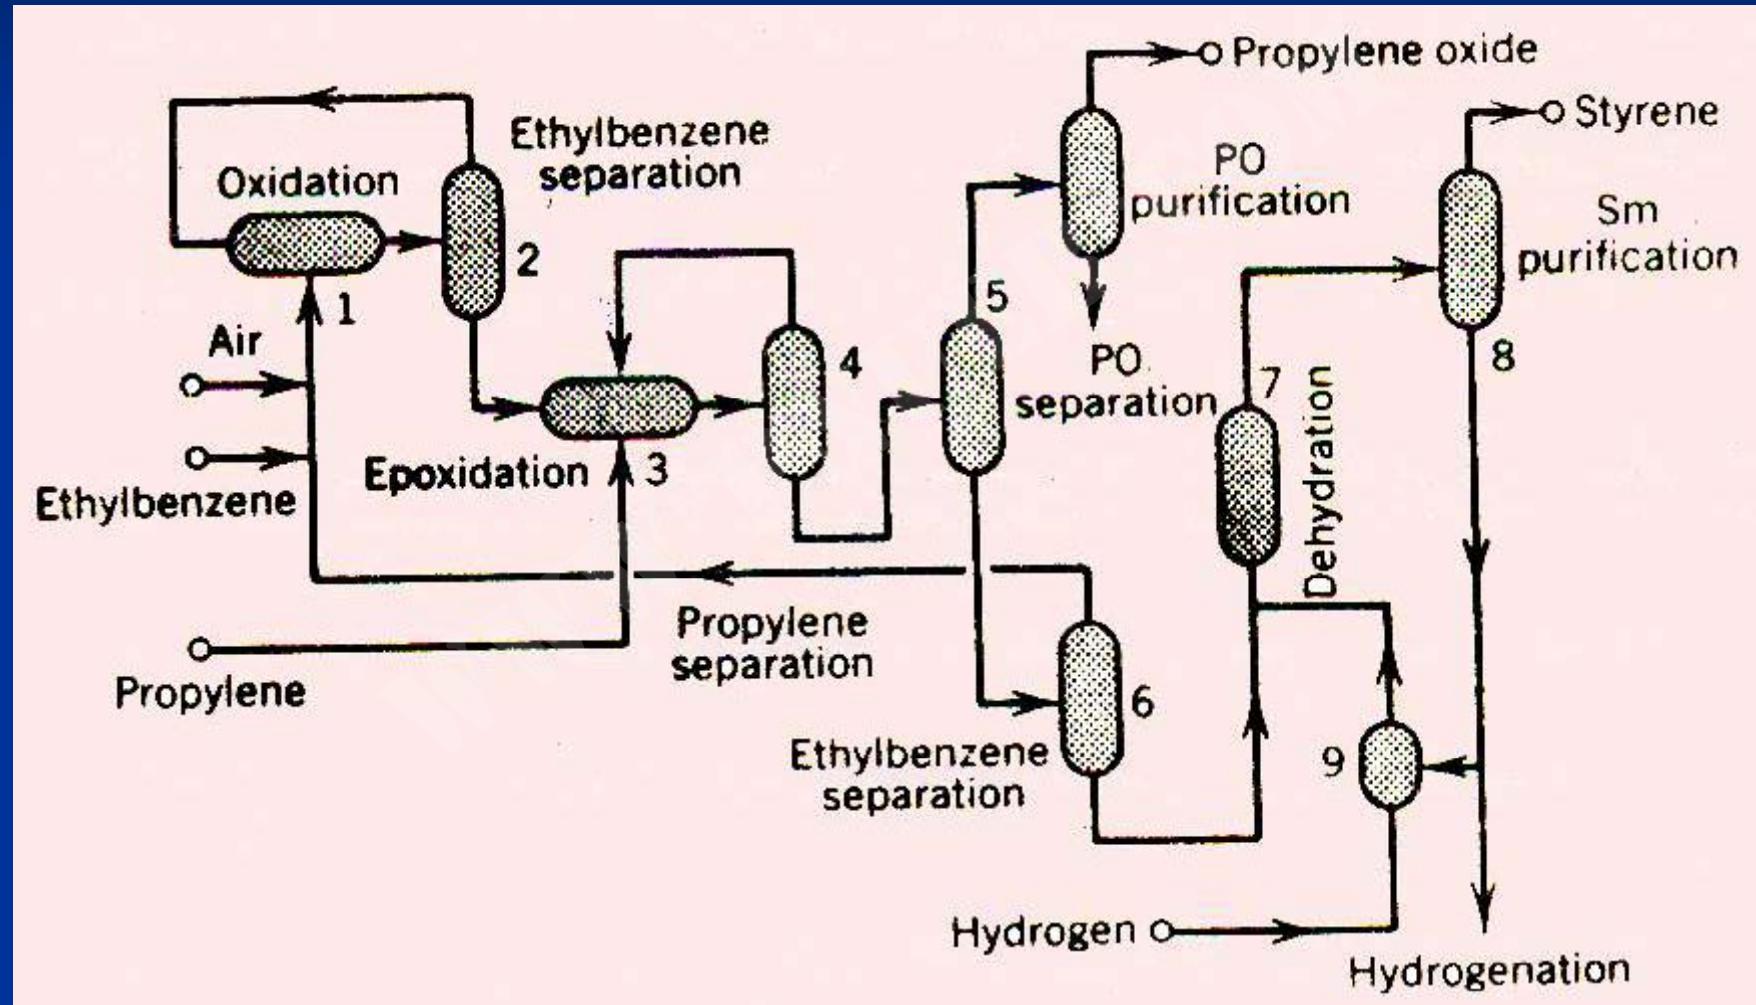 Propylene oxide
Styrene
Ethylbenzene
separation
Oxidation
PO
purification
Sm
purification
2
1
5
Air
4
PO
separation
8
7
Dehydration
Epoxidation
3
Ethylbenzene
Propylene
separation
Propylene
6
Ethylbenzene
separation
9
Hydrogen
Hydrogenation